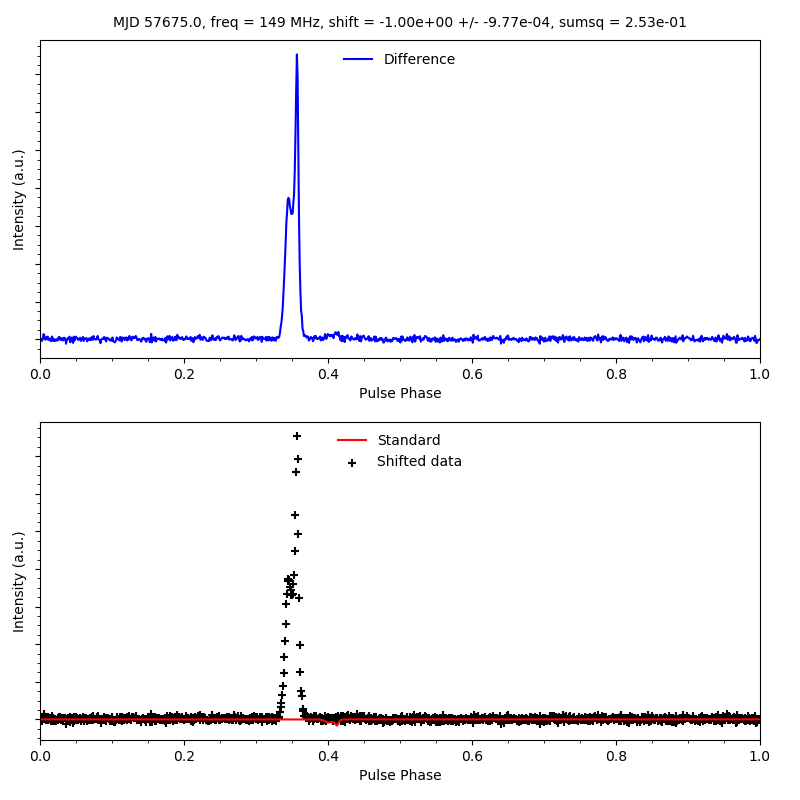 MJD 57675.0, freq = 149 MHz, shift = -1.00e+00 +/- -9.77e-04, sumsq = 2.53e-01
Difference
Intensity (a.u.)
0.0 0.2 0.4 0.6 0.8 1.0
Pulse Phase
Standard
Shifted data
Intensity (a.u.)
0.0 0.2 0.4 0.6 0.8 1.0
Pulse Phase